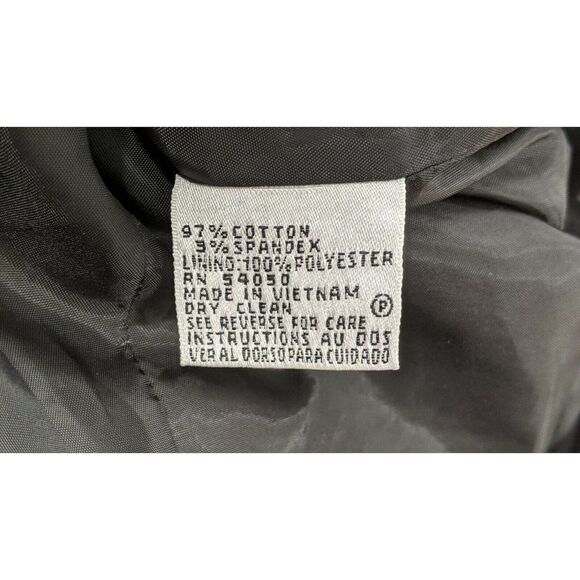 97% COTTON
3% SPANDEX
LINING:100% POLYESTER
RN 54050
MADE IN VIETNAM
DRY CLEAN P
SEE REVERSE FOR CARE
INSTRUCTIONS AU DOS
VER AL DORSO PARA CUIDADO